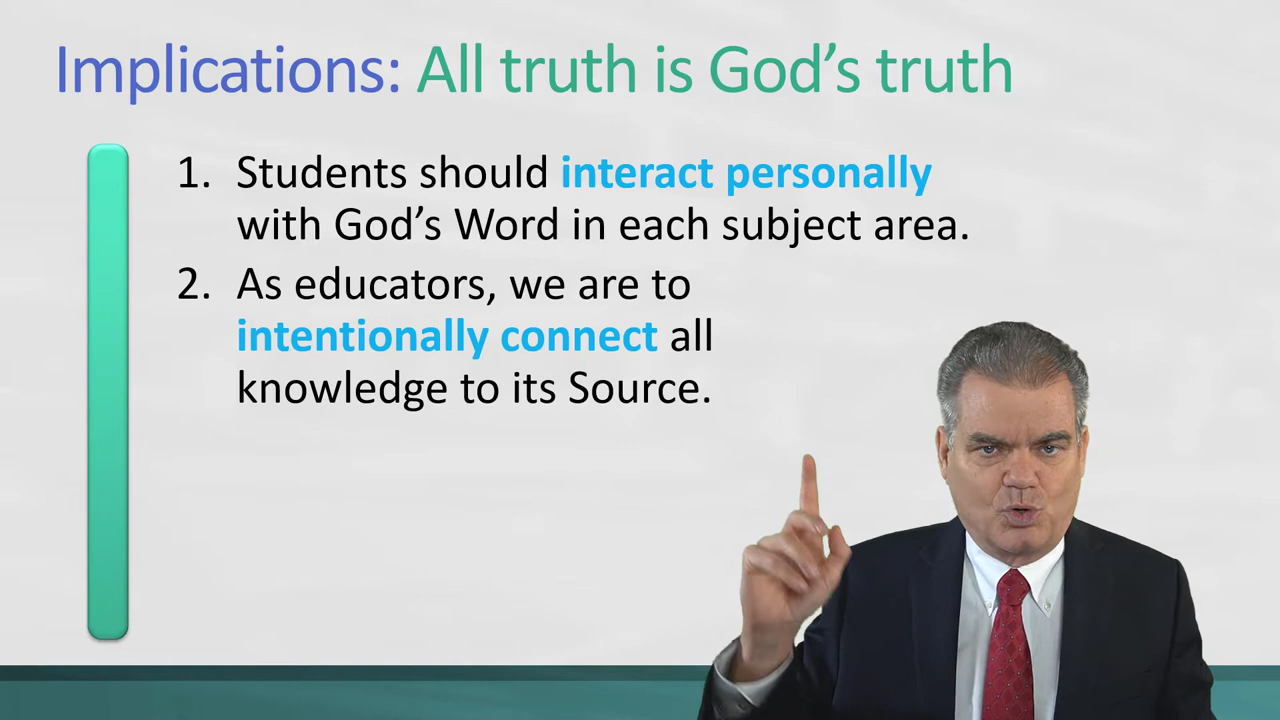 Implications: All truth is God’s truth
1. Students should interact personally
with God’s Word in each subject area.
2. As educators, we are to
intentionally connect all
knowledge to its Source.